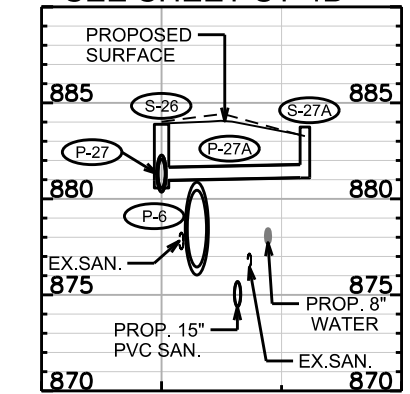 PROPOSED
SURFACE
885 885
S-26 S-27A
P-27 P-27A
880 880
P-6
EX.SAN.
875 875
PROP. 8"
WATER
PROP. 15"
PVC SAN.
EX.SAN.
870 870